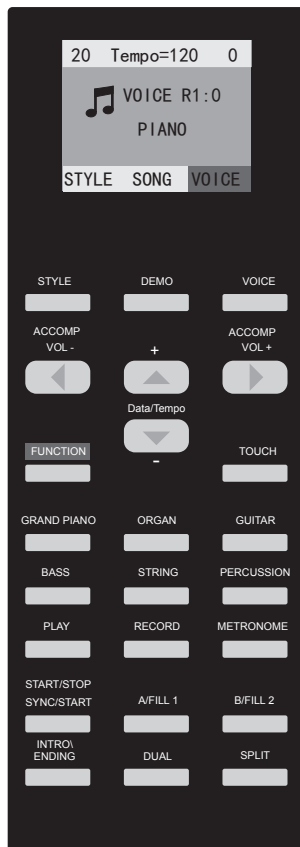 20 Tempo=120 0
VOICE R1:0
PIANO
STYLE SONG VOICE
STYLE DEMO VOICE
ACCOMP
VOL -
+
ACCOMP
VOL +
Data/Tempo
FUNCTION
-
TOUCH
GRAND PIANO ORGAN GUITAR
BASS STRING PERCUSSION
PLAY RECORD METRONOME
START/STOP
SYNC/START A/FILL 1 B/FILL 2
INTRO\
ENDING DUAL SPLIT